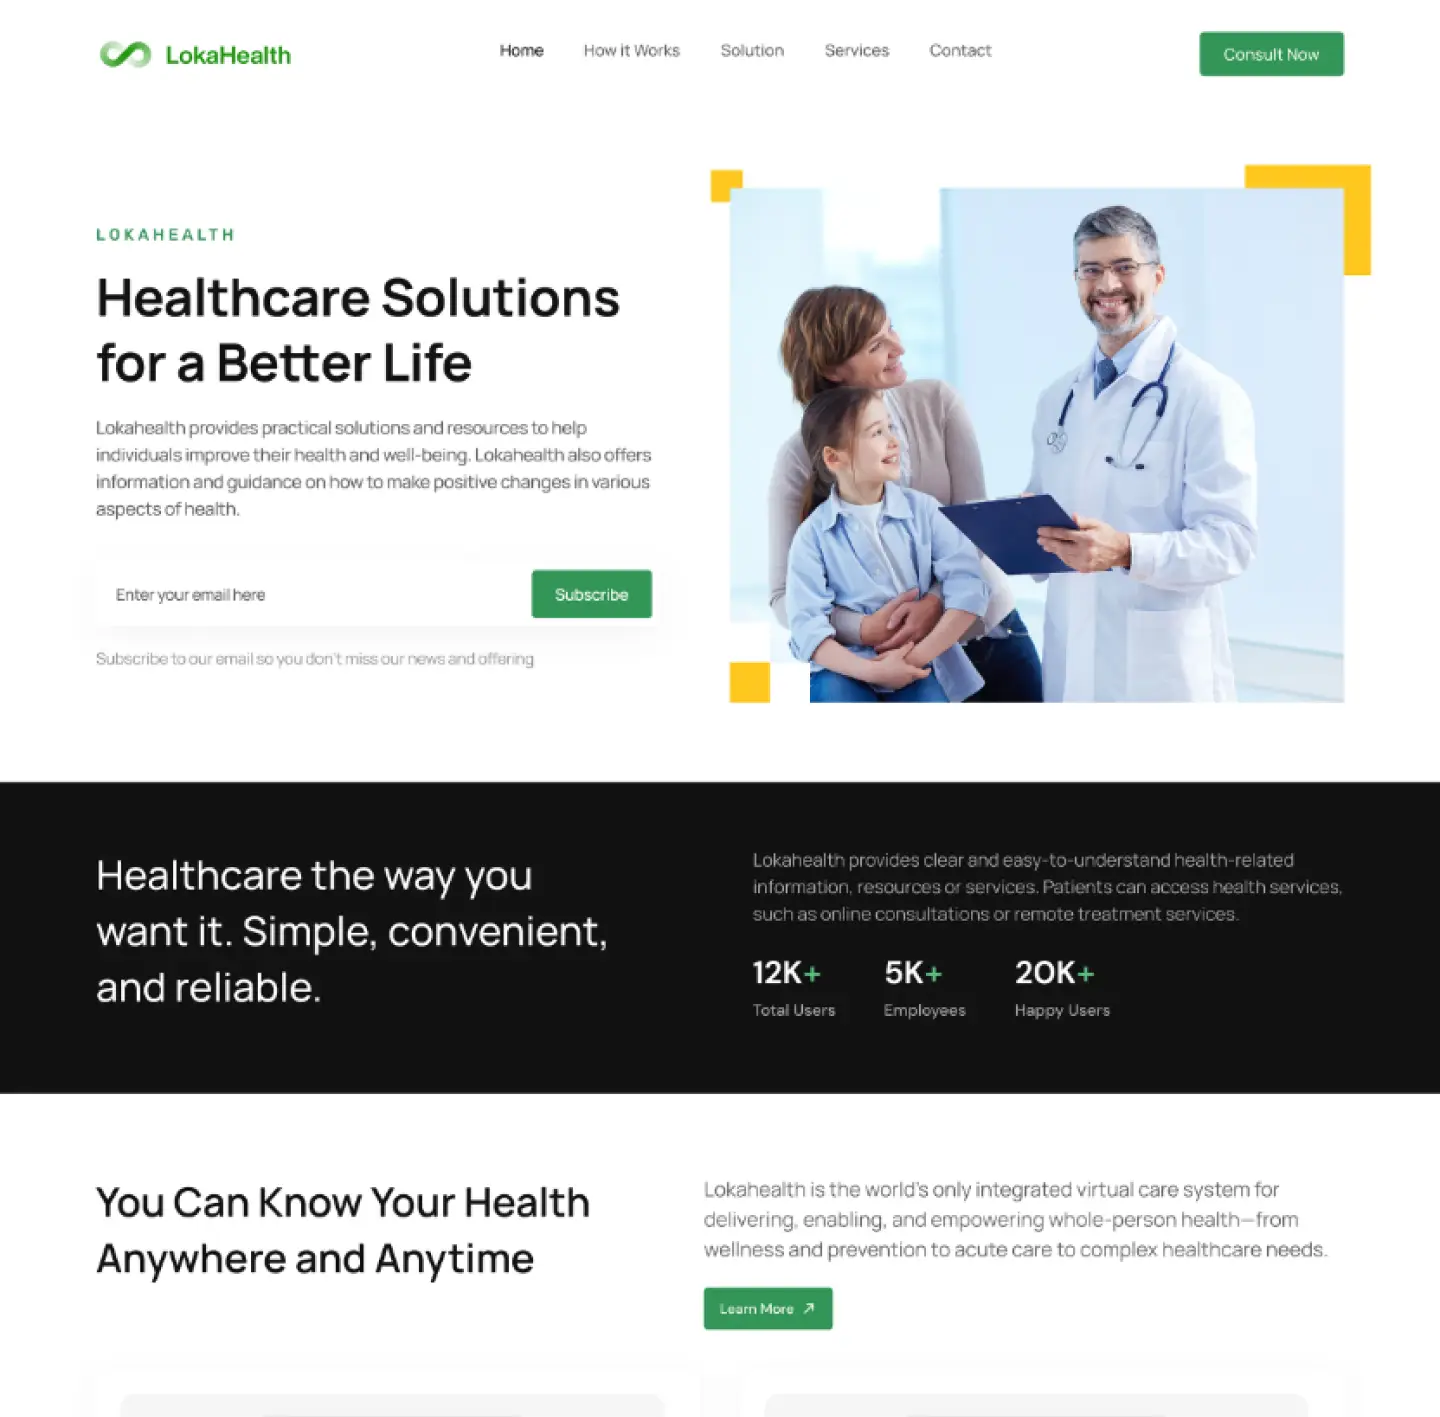 LokaHealth
Home
How it Works
Solution
Services
Contact
Consult Now
LOKAHEALTH
Healthcare Solutions
for a Better Life
Lokahealth provides practical solutions and resources to help
individuals improve their health and well-being. Lokahealth also offers
information and guidance on how to make positive changes in various
aspects of health.
Enter your email here
Subscribe
Subscribe to our email so you don't miss our news and offering
Healthcare the way you
want it. Simple, convenient,
and reliable.
Lokahealth provides clear and easy-to-understand health-related
information, resources or services. Patients can access health services,
such as online consultations or remote treatment services.
12K+
Total Users
5K+
Employees
20K+
Happy Users
You Can Know Your Health
Anywhere and Anytime
Lokahealth is the world's only integrated virtual care system for
delivering, enabling, and empowering whole-person health—from
wellness and prevention to acute care to complex healthcare needs.
Learn More